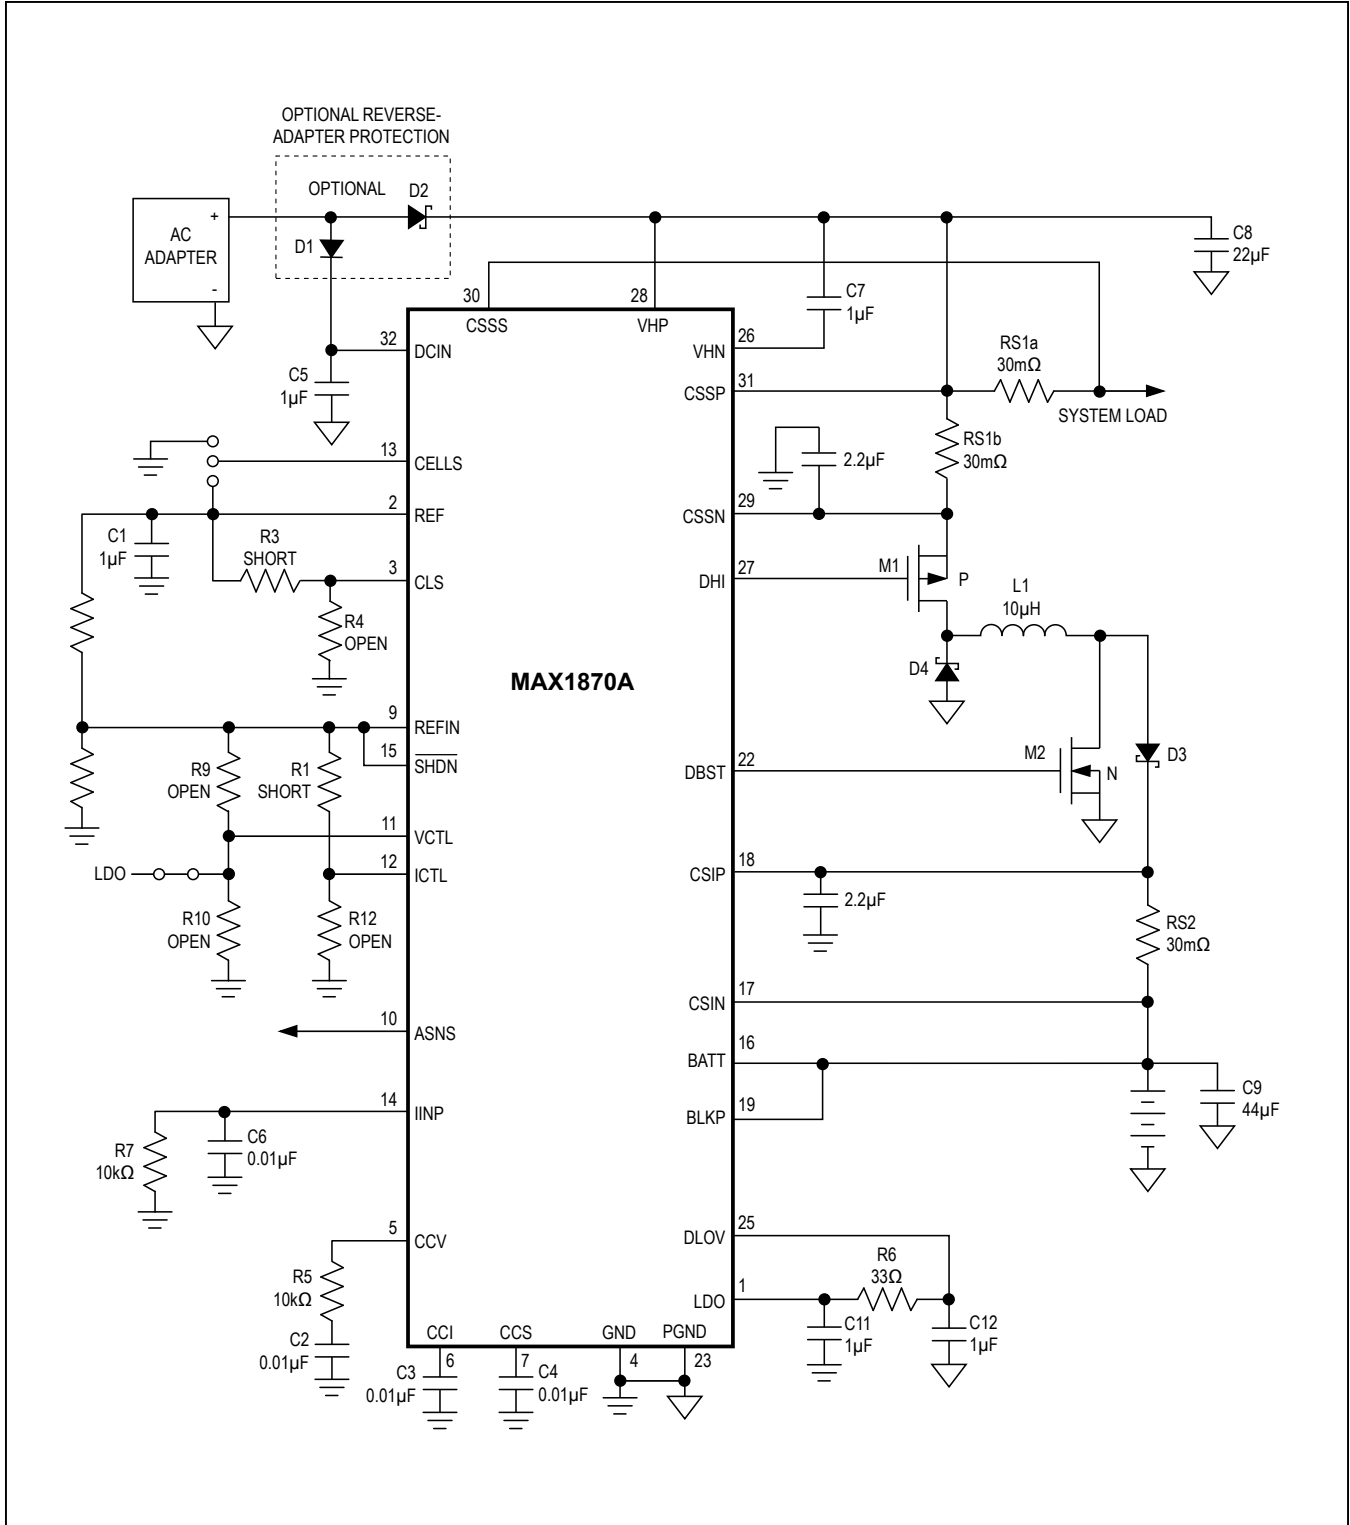 OPTIONAL REVERSE-
ADAPTER PROTECTION
OPTIONAL
D2
+
AC
ADAPTER
-
D1
C8
22µF
30
CSSS
28
VHP
C7
1µF
26
VHN
32
DCIN
C5
1µF
RS1a
30mΩ
31
CSSP
SYSTEM LOAD
RS1b
30mΩ
13
CELLS
2.2µF
2
REF
29
CSSN
C1
1µF
R3
SHORT
3
CLS
27
DHI
M1
P
L1
10µH
R4
OPEN
D4
MAX1870A
9
REFIN
15
SHDN
R9
OPEN
R1
SHORT
22
DBST
M2
N
D3
11
VCTL
12
ICTL
LDO
18
CSIP
2.2µF
R10
OPEN
R12
OPEN
RS2
30mΩ
17
CSIN
10
ASNS
16
BATT
C9
44µF
14
IINP
19
BLKP
R7
10kΩ
C6
0.01µF
5
CCV
25
DLOV
R5
10kΩ
R6
33Ω
1
LDO
C2
0.01µF
C11
1µF
C12
1µF
CCI
CCS
GND
PGND
6
7
4
23
C3
0.01µF
C4
0.01µF